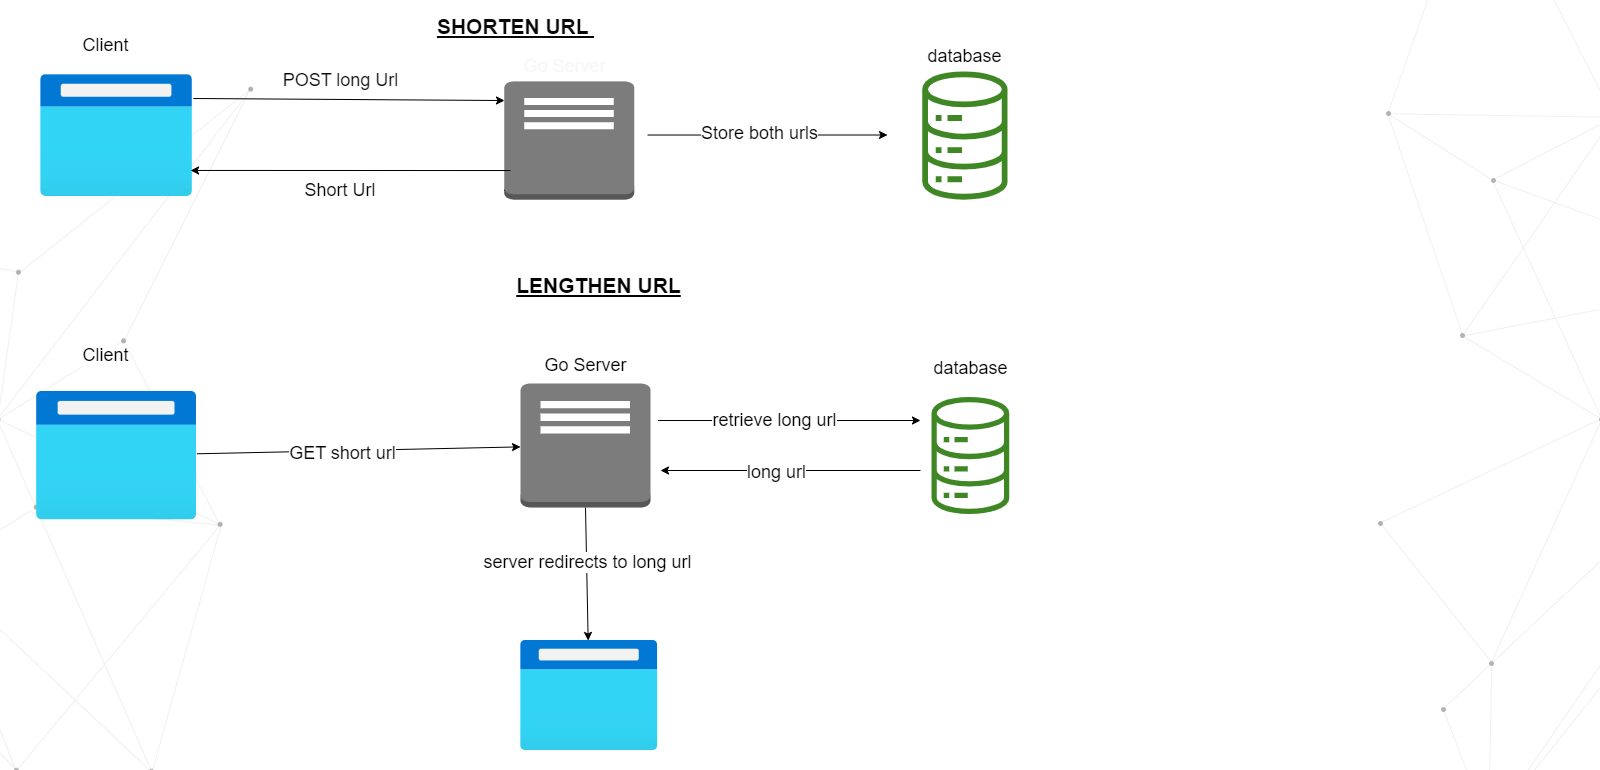 SHORTEN URL
Client
database
Go Server
POST long Url
Store both urls
Short Url
LENGTHEN URL
Client
Go Server
database
retrieve long url
GET short url
long url
server redirects to long url